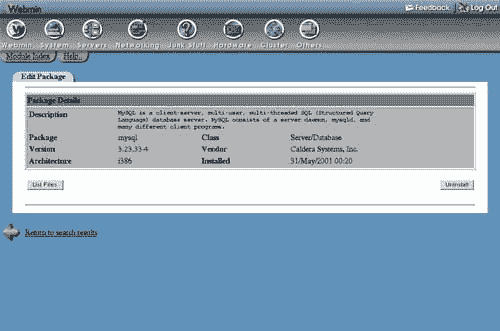 Webmin
Feedback Log Out
Webmin System Servers Networking Junk Stuff Hardware Cluster Others
Module Index Help..
Edit Package
Package Details
Description MySQL is a client-server, multi-user, multi-threaded SQL (Structured Query
Language) database server. MySQL consists of a server daemon, mysqld, and
many different client programs.
Package mysql Class Server/Database
Version 3.23.33-4 Vendor Caldera Systems, Inc.
Architecture i386 Installed 31/May/2001 00:20
List Files Uninstall
Return to search results